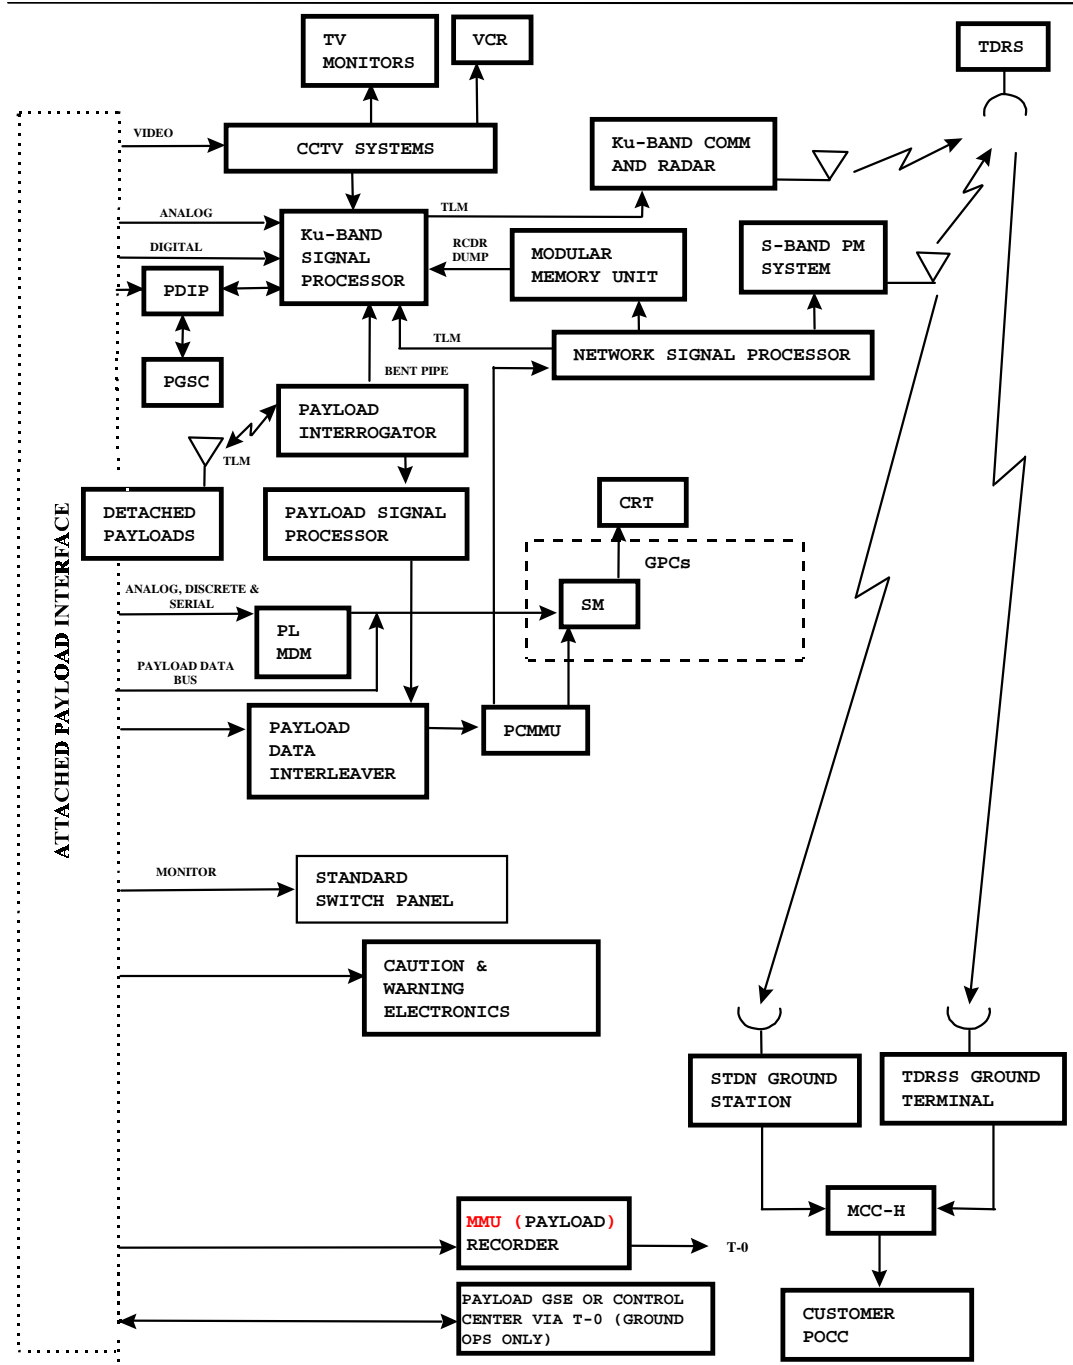 TV
MONITORS
VCR
TDRS
VIDEO
CCTV SYSTEMS
Ku-BAND COMM
AND RADAR
ANALOG
TLM
Ku-BAND
SIGNAL
PROCESSOR
DIGITAL
RCDR
DUMP
MODULAR
MEMORY UNIT
S-BAND PM
SYSTEM
PDIP
TLM
NETWORK SIGNAL PROCESSOR
PGSC
BENT PIPE
PAYLOAD
INTERROGATOR
TLM
DETACHED
PAYLOADS
PAYLOAD SIGNAL
PROCESSOR
CRT
GPCs
ATTACHED PAYLOAD INTERFACE
ANALOG, DISCRETE &
SERIAL
PL
MDM
SM
PAYLOAD DATA
BUS
PAYLOAD
DATA
INTERLEAVER
PCMMU
MONITOR
STANDARD
SWITCH PANEL
CAUTION &
WARNING
ELECTRONICS
STDN GROUND
STATION
TDRSS GROUND
TERMINAL
MCC-H
MMU (PAYLOAD)
RECORDER
T-0
PAYLOAD GSE OR CONTROL
CENTER VIA T-0 (GROUND
OPS ONLY)
CUSTOMER
POCC